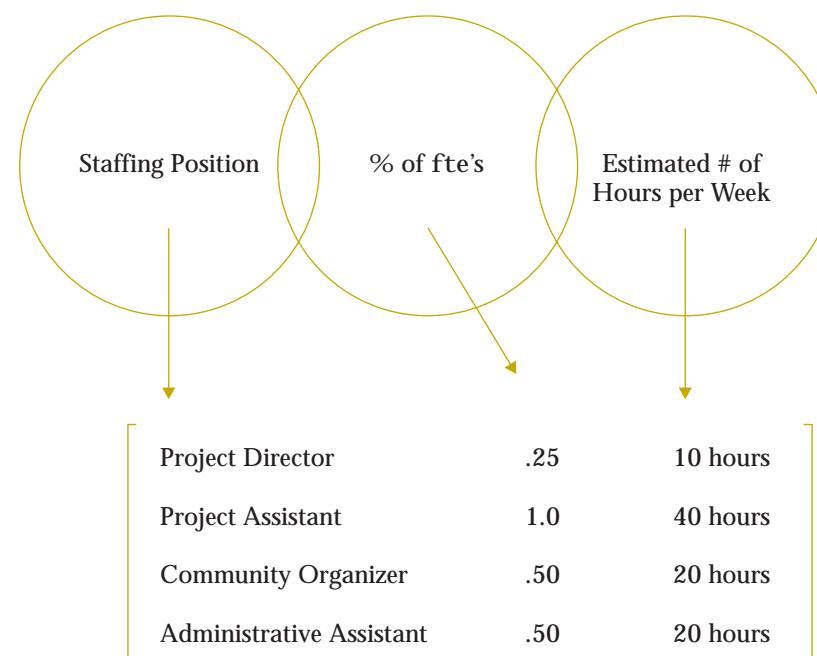 Staffing Position
% of fte's
Estimated # of
Hours per Week
Project Director .25 10 hours
Project Assistant 1.0 40 hours
Community Organizer .50 20 hours
Administrative Assistant .50 20 hours